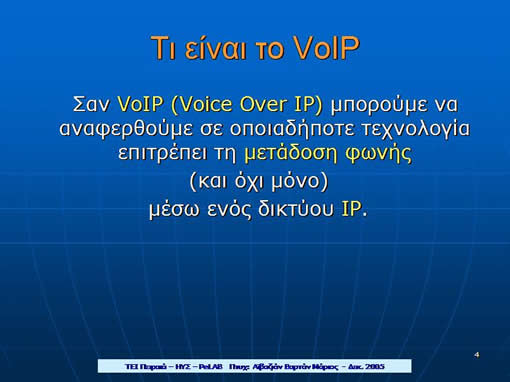 Τι είναι το VoIP
Σαν VoIP (Voice Over IP) μπορούμε να
αναφερθούμε σε οποιαδήποτε τεχνολογία
επιτρέπει τη μετάδοση φωνής
(και όχι μόνο)
μέσω ενός δικτύου IP.
4
ΤΕΙ Πειραιά – ΗΥΣ – PeLAB Πτυχ: Αϊβαζιάν Βαρτάν Μάριος - Δεκ. 2005